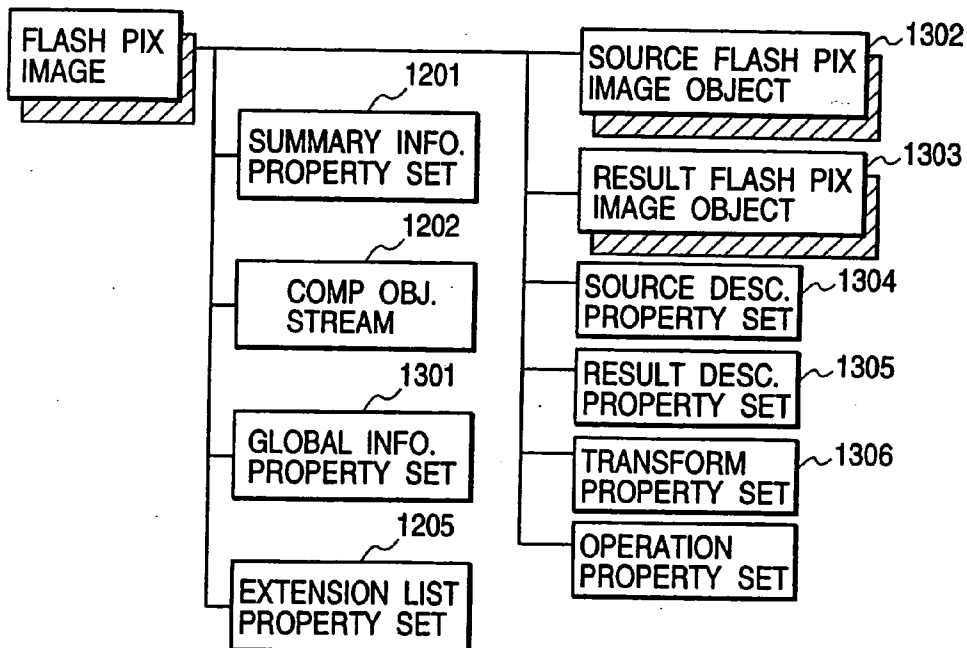 FLASH PIX
IMAGE
1201
SUMMARY INFO.
PROPERTY SET
1202
COMP OBJ.
STREAM
1301
GLOBAL INFO.
PROPERTY SET
1205
EXTENSION LIST
PROPERTY SET
1302
SOURCE FLASH PIX
IMAGE OBJECT
1303
RESULT FLASH PIX
IMAGE OBJECT
SOURCE DESC.
PROPERTY SET
1304
RESULT DESC.
PROPERTY SET
1305
TRANSFORM
PROPERTY SET
1306
OPERATION
PROPERTY SET